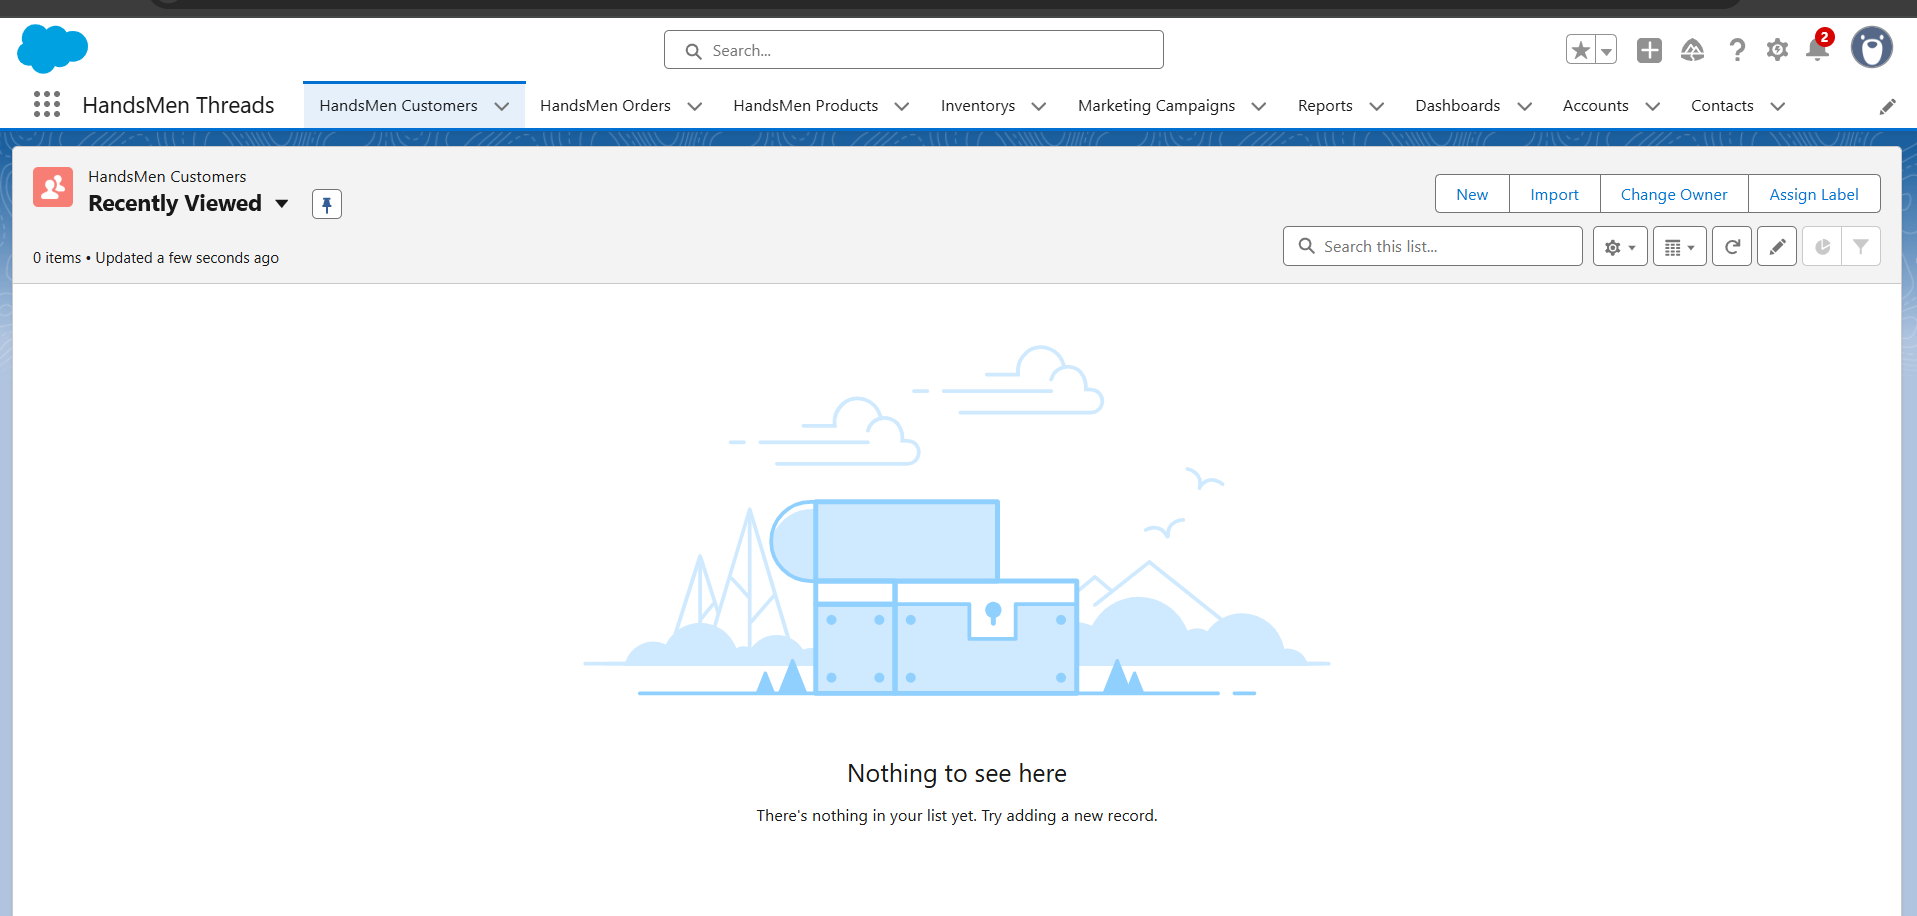 Search...
2
HandsMen Threads
HandsMen Customers
HandsMen Orders
HandsMen Products
Inventorys
Marketing Campaigns
Reports
Dashboards
Accounts
Contacts
HandsMen Customers
Recently Viewed
New
Import
Change Owner
Assign Label
0 items • Updated a few seconds ago
Search this list...
Nothing to see here
There's nothing in your list yet. Try adding a new record.